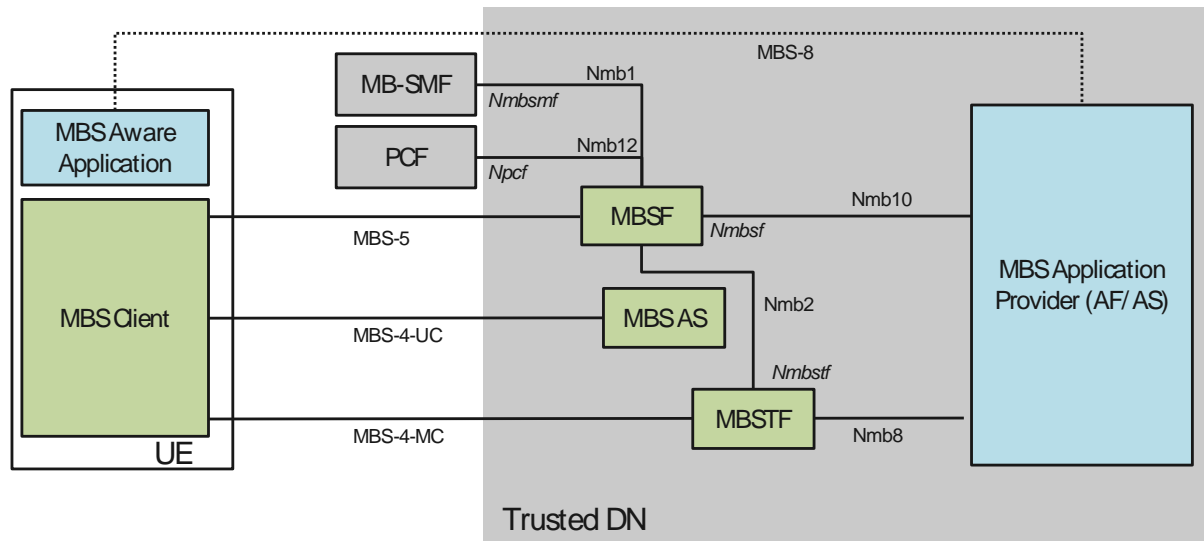 MBS-8
MB-SMF
Nmb1
Nmbsmf
MBS Aware
Application
PCF
Nmb12
Npcf
MBSF
Nmb10
Nmbsf
MBS-5
MBS Application
Provider (AF/AS)
MBS Client
MBS AS
Nmb2
MBS-4-UC
Nmbstf
MBSTF
MBS-4-MC
Nmb8
UE
Trusted DN